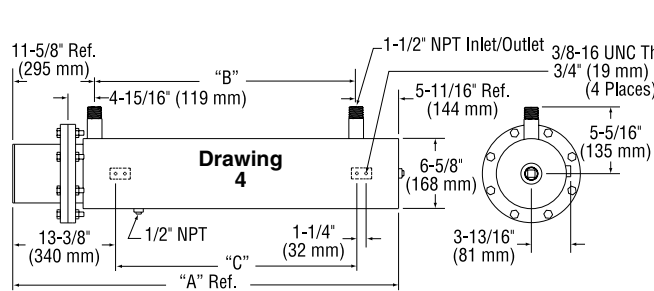 11-5/8" Ref.
(295 mm)
"B"
4-15/16" (119 mm)
1-1/2" NPT Inlet/Outlet
3/8-16 UNC
3/4" (19 mm)
(4 Places)
5-11/16" Ref.
(144 mm)
Drawing
4
6-5/8"
(168 mm)
5-5/16"
(135 mm)
13-3/8"
(340 mm)
1/2" NPT
1-1/4"
(32 mm)
3-13/16"
(81 mm)
"C"
"A" Ref.